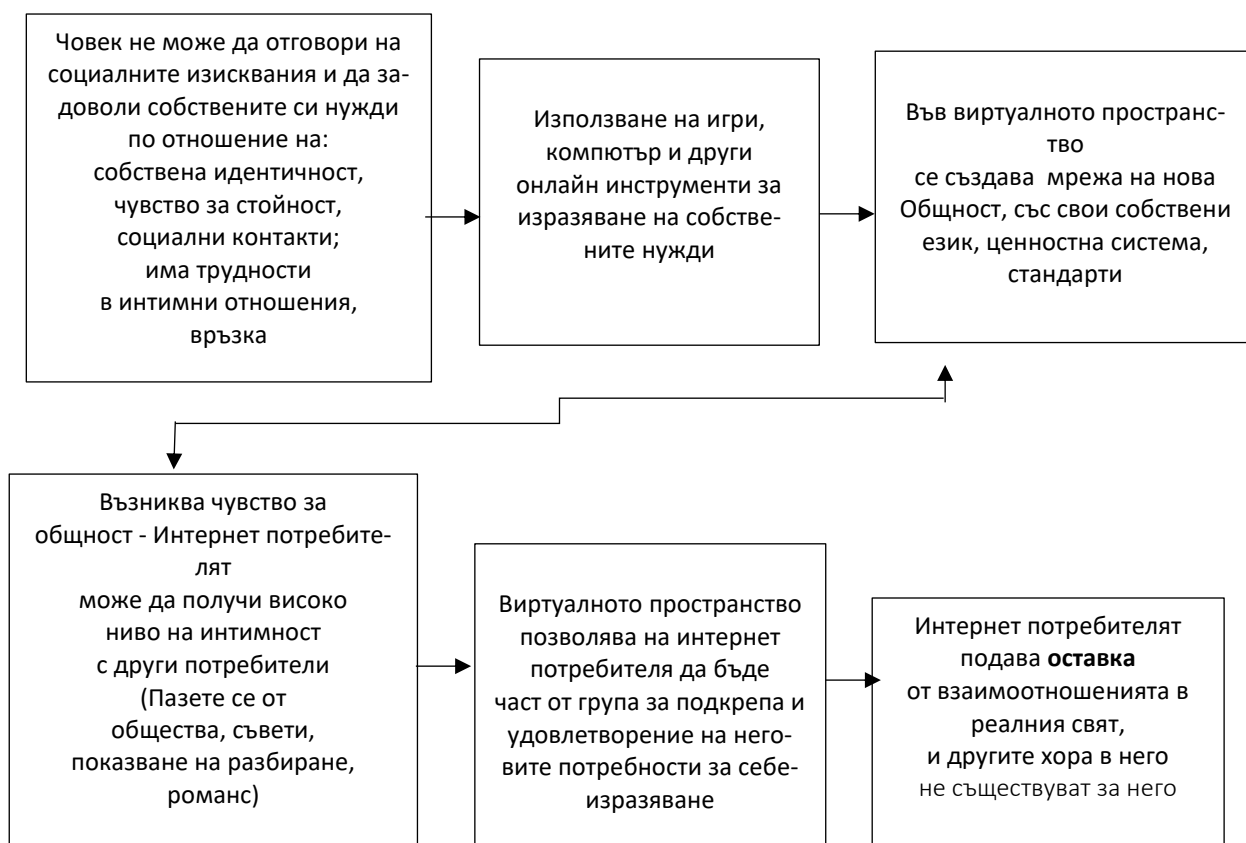 Човек не може да отговори на
социалните изисквания и да за-
доволи собствените си нужди
по отношение на:
собствена идентичност,
чувство за стойност,
социални контакти;
има трудности
в интимни отношения,
връзка
Използване на игри,
компютър и други
онлайн инструменти за
изразяване на собстве-
ните нужди
Във виртуалното пространс-
тво
се създава мрежа на нова
Общност, със свои собствени
език, ценностна система,
стандарти
Възниква чувство за
общност - Интернет потребите-
лят
може да получи високо
ниво на интимност
с други потребители
(Пазете се от
общества, съвети,
показване на разбиране,
романс)
Виртуалното пространство
позволява на интернет
потребителя да бъде
част от група за подкрепа и
удовлетворение на него-
вите потребности за себе-
изразяване
Интернет потребителят
подава оставка
от взаимоотношенията в
реалния свят,
и другите хора в него
не съществуват за него